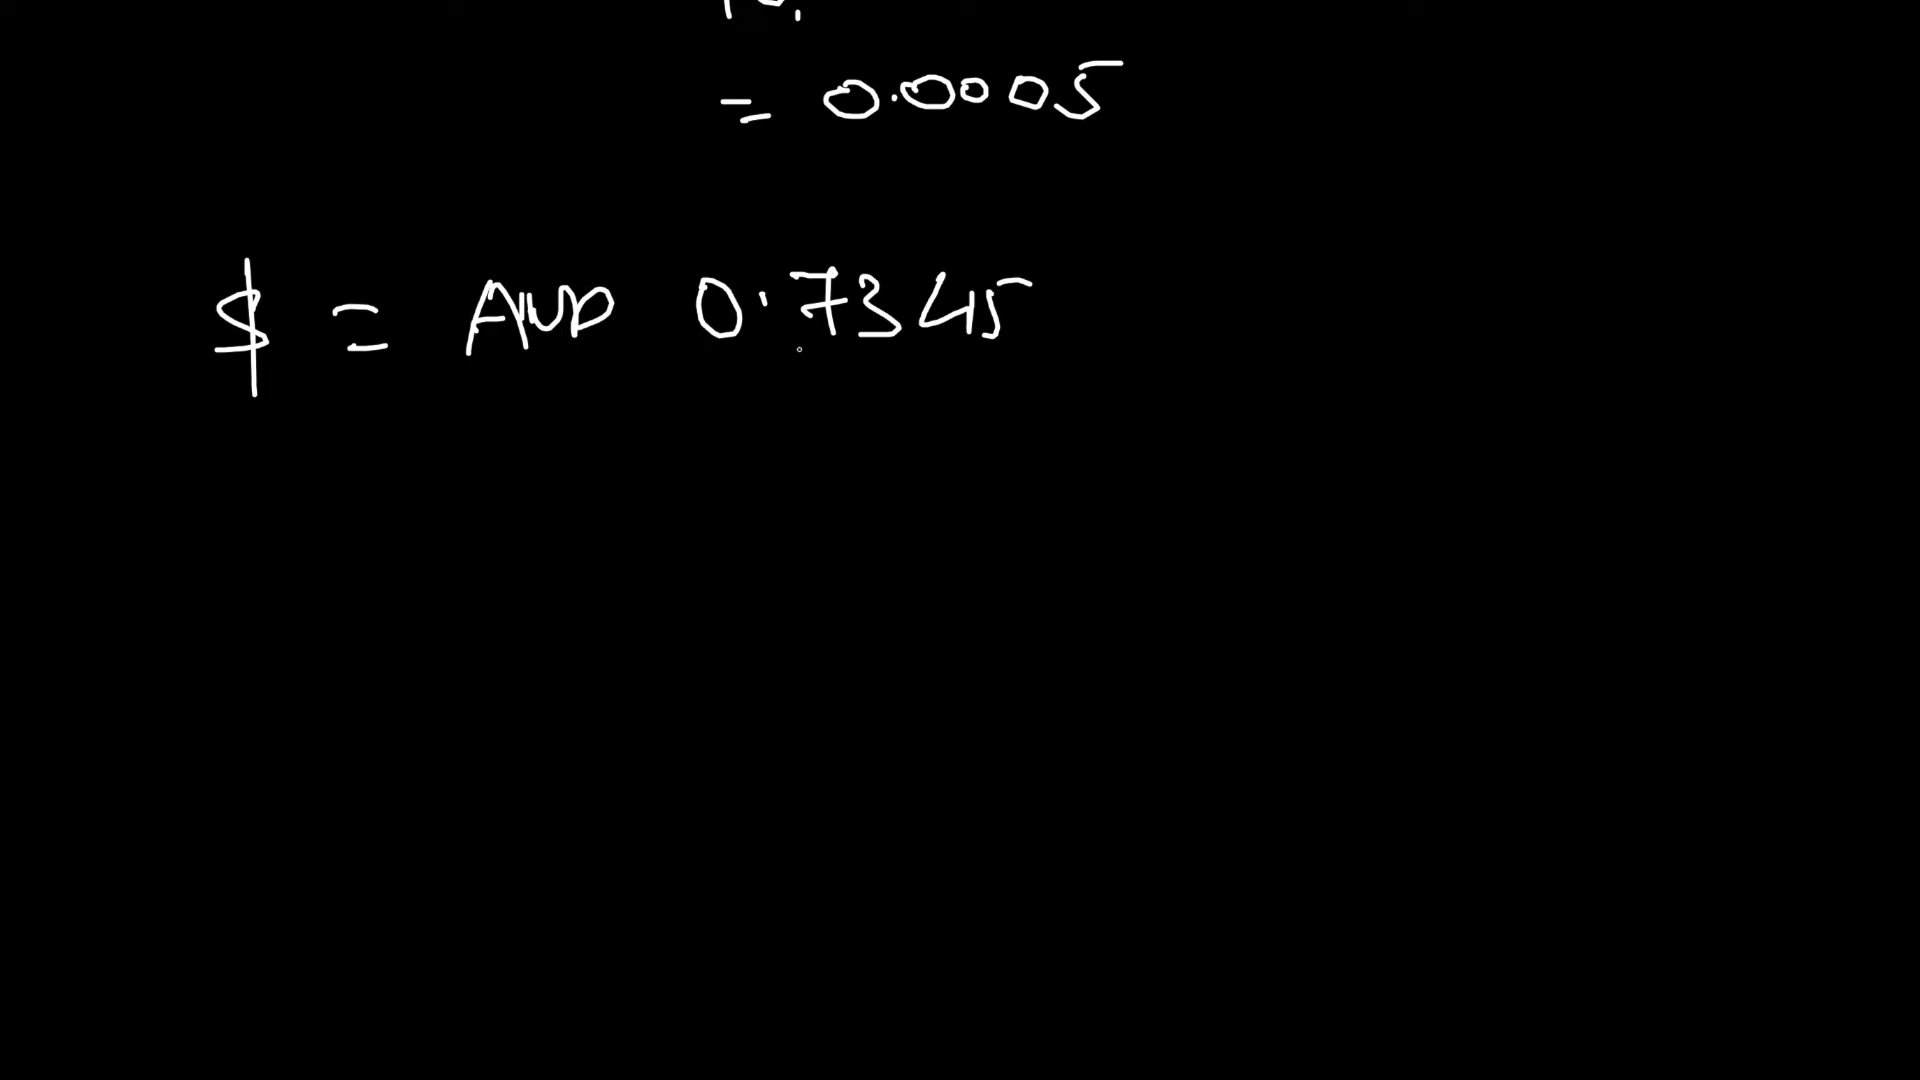 = 0.0005
$ = AUD 0.7345